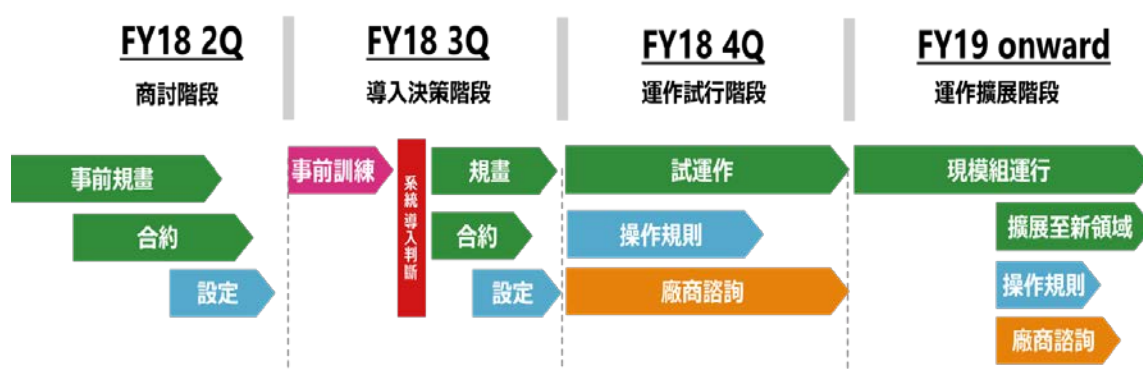 FY18 2Q
商討階段
FY18 3Q
導入決策階段
FY18 4Q
運作試行階段
FY19 onward
運作擴展階段
事前規畫
合約
設定
事前訓練
系統導入判斷
規畫
合約
設定
試運作
操作規則
廠商諮詢
現模組運行
擴展至新領域
操作規則
廠商諮詢